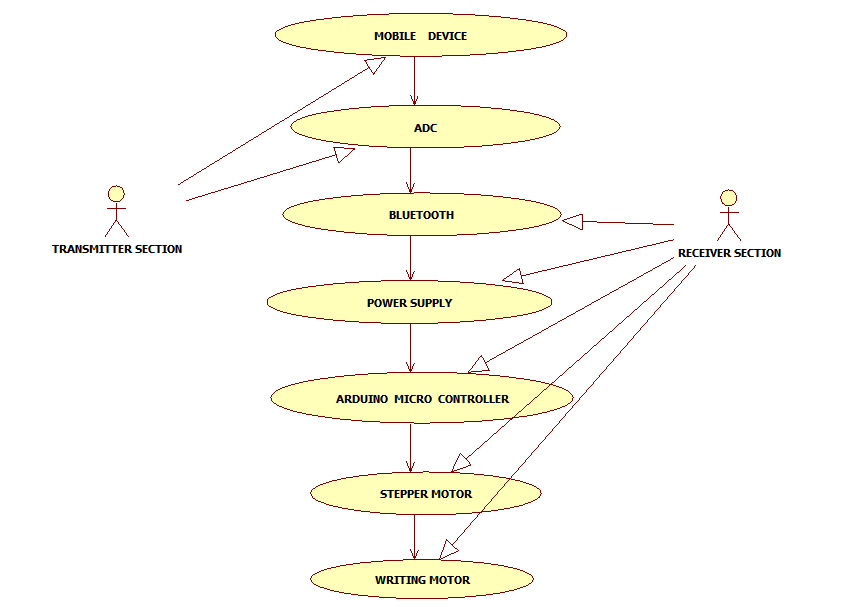 MOBILE DEVICE
ADC
BLUETOOTH
TRANSMITTER SECTION
RECEIVER SECTION
POWER SUPPLY
ARDUINO MICRO CONTROLLER
STEPPER MOTOR
WRITING MOTOR